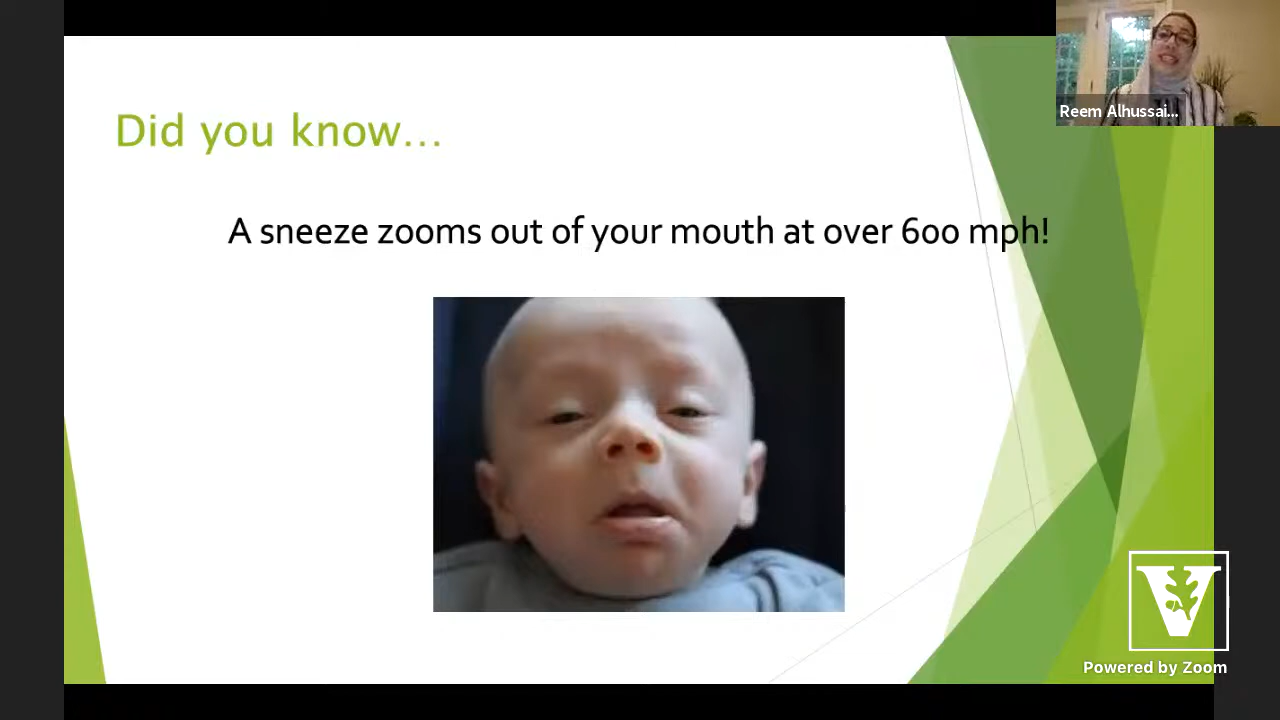 Did you know...
A sneeze zooms out of your mouth at over 600 mph!
Reem Alhussai...
V
Powered by Zoom